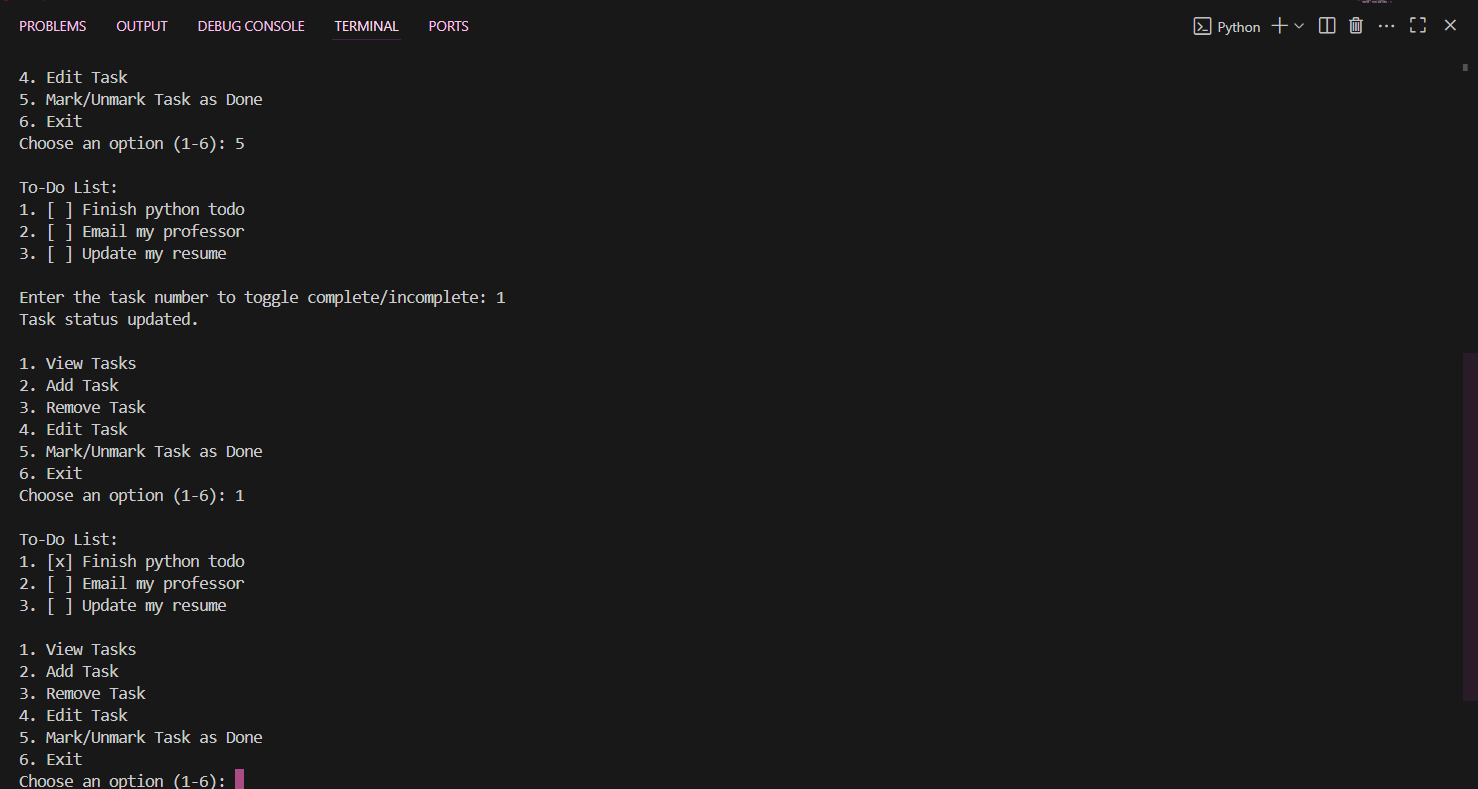 PROBLEMS OUTPUT DEBUG CONSOLE TERMINAL PORTS Python
4. Edit Task
5. Mark/Unmark Task as Done
6. Exit
Choose an option (1-6): 5
To-Do List:
1. [ ] Finish python todo
2. [ ] Email my professor
3. [ ] Update my resume
Enter the task number to toggle complete/incomplete: 1
Task status updated.
1. View Tasks
2. Add Task
3. Remove Task
4. Edit Task
5. Mark/Unmark Task as Done
6. Exit
Choose an option (1-6): 1
To-Do List:
1. [x] Finish python todo
2. [ ] Email my professor
3. [ ] Update my resume
1. View Tasks
2. Add Task
3. Remove Task
4. Edit Task
5. Mark/Unmark Task as Done
6. Exit
Choose an option (1-6):